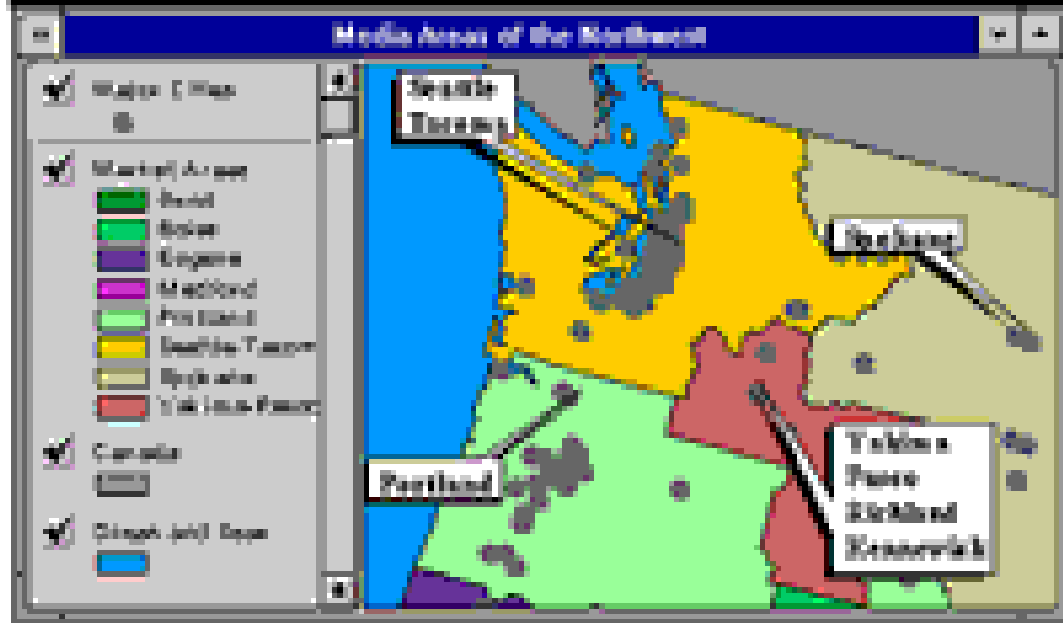 Media Areas of the Northwest
Major Cities
Market Areas
Bend
Boise
Eugene
Medford
Portland
Seattle-Tacoma
Spokane
Yakima-Pasco
Canada
Seattle
Tacoma
Spokane
Portland
Yakima
Pasco
Richland
Kennewick